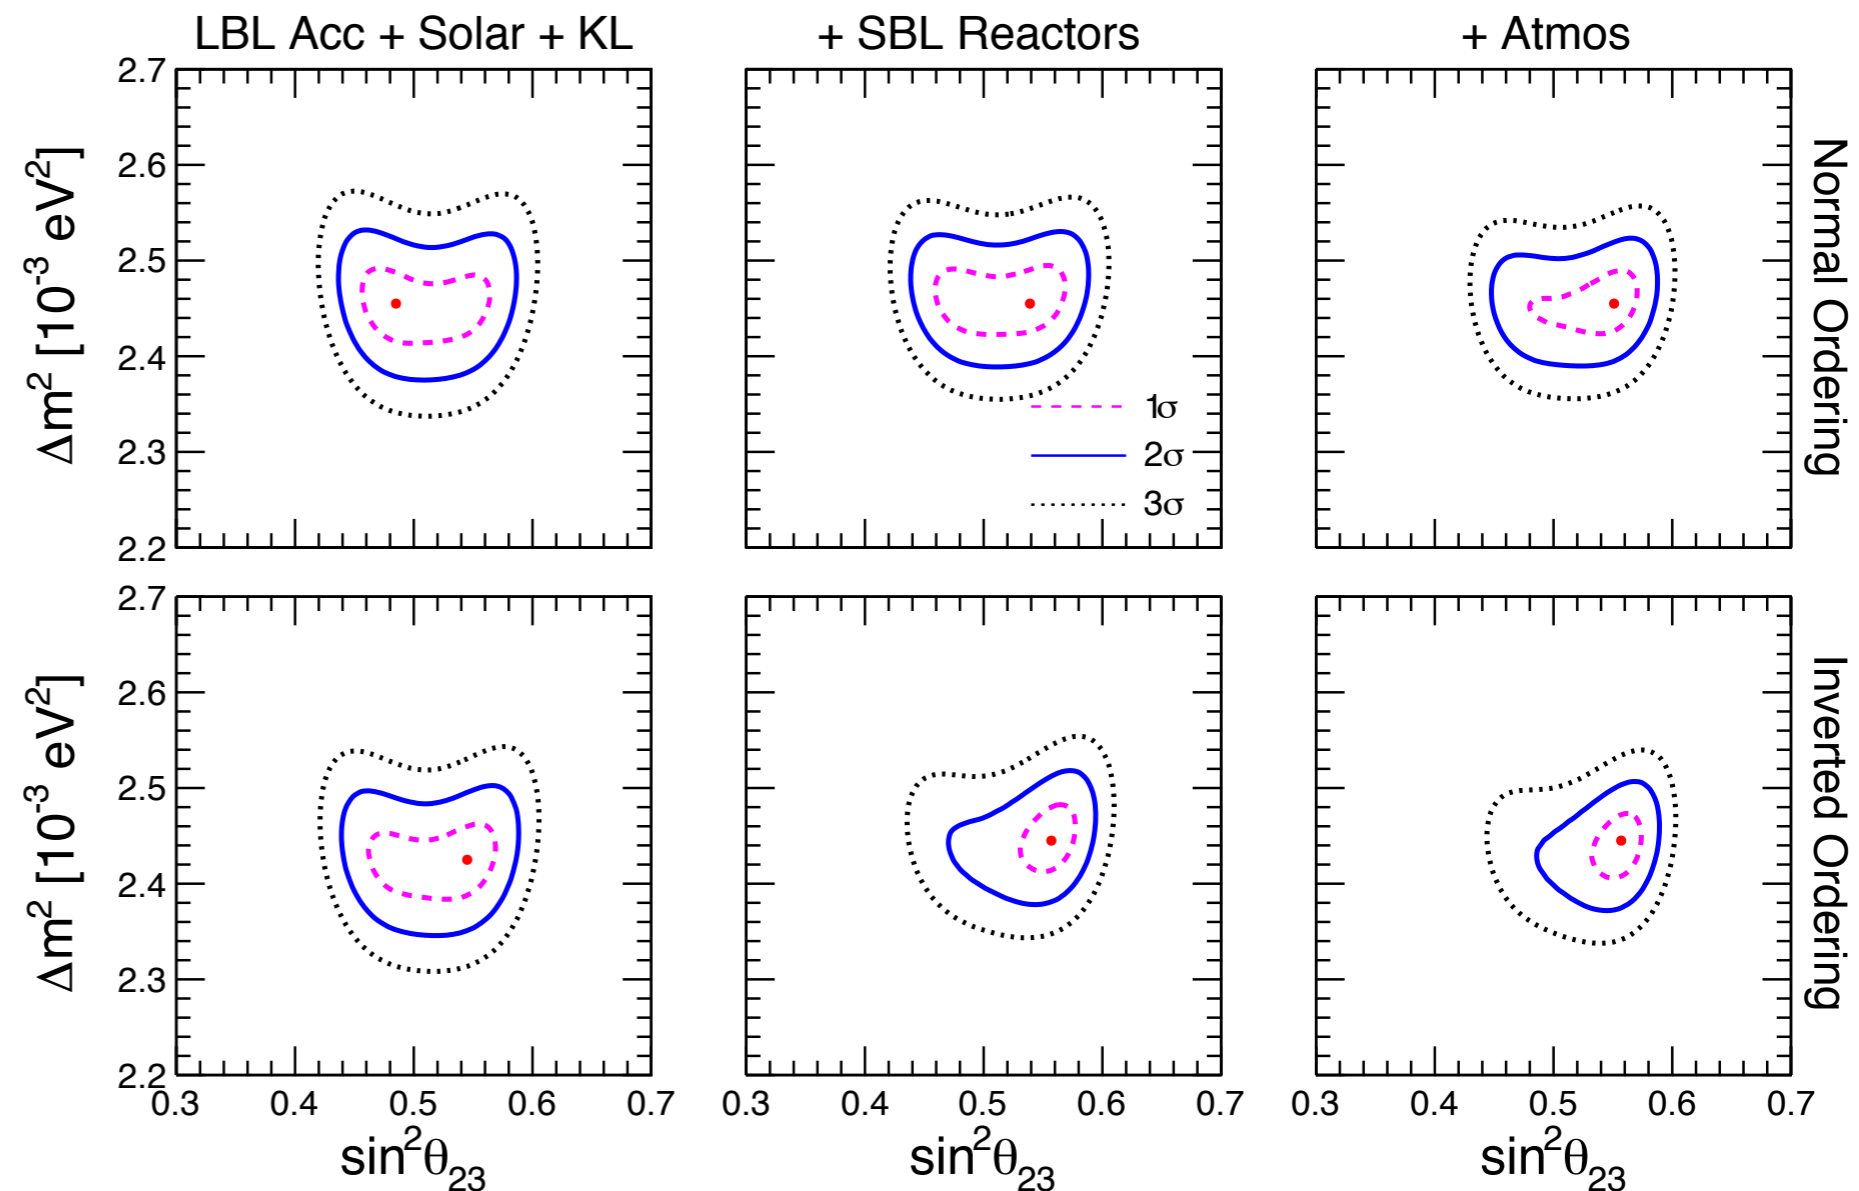 LBL Acc + Solar + KL
+ SBL Reactors
+ Atmos
2.7
2.6
2.5
2.4
2.3
2.2
Δm² [10⁻³ eV²]
1σ
2σ
3σ
Normal Ordering
2.7
2.6
2.5
2.4
2.3
2.2
Δm² [10⁻³ eV²]
Inverted Ordering
0.3 0.4 0.5 0.6 0.7
0.3 0.4 0.5 0.6 0.7
0.3 0.4 0.5 0.6 0.7
sin²θ₂₃
sin²θ₂₃
sin²θ₂₃